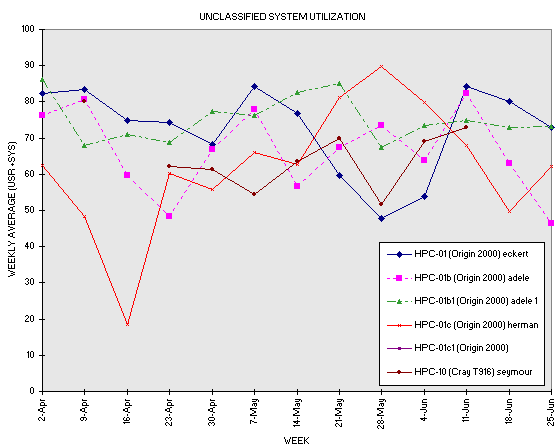 UNCLASSIFIED SYSTEM UTILIZATION
WEEKLY AVERAGE (USR +SYS)
100
90
80
70
60
50
40
30
20
10
0
HPC-01 (Origin 2000) eckert
HPC-01b (Origin 2000) adele
HPC-01b1 (Origin 2000) adele 1
HPC-01c (Origin 2000) herman
HPC-01c1 (Origin 2000)
HPC-10 (Cray T916) seymour
2-Apr
9-Apr
16-Apr
23-Apr
30-Apr
7-May
14-May
21-May
28-May
4-Jun
11-Jun
18-Jun
25-Jun
WEEK